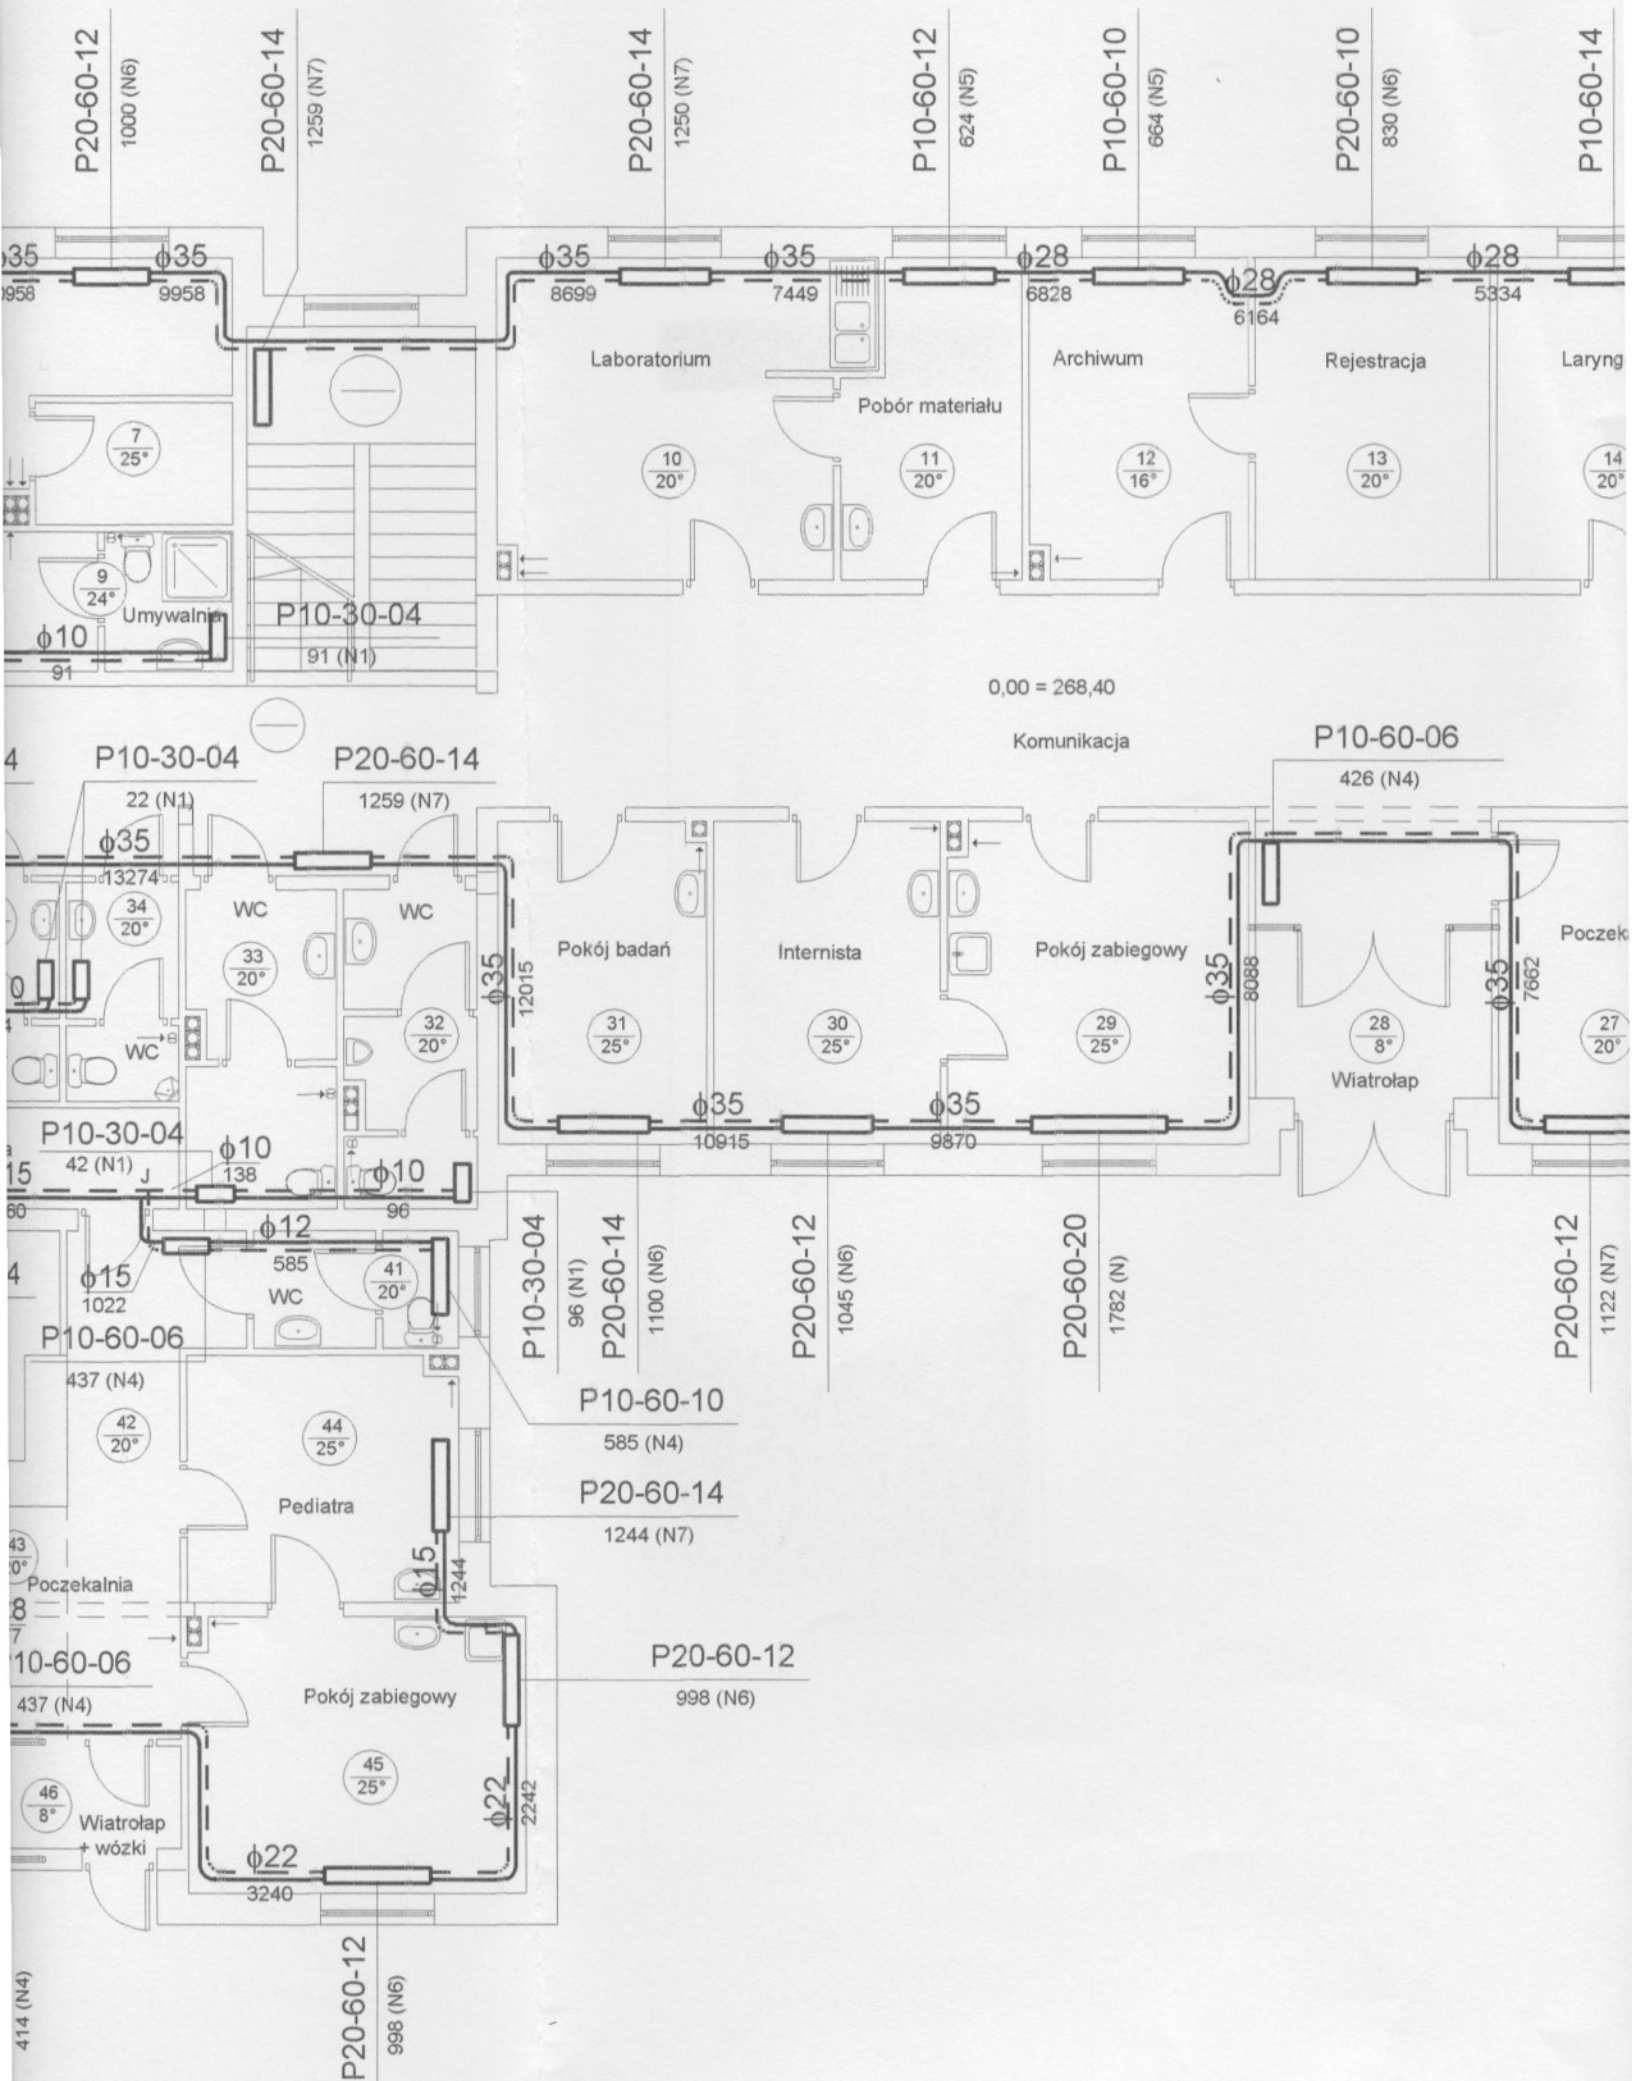 P20-60-12
1000 (N6)
P20-60-14
1259 (N7)
P20-60-14
1250 (N7)
P10-60-12
624 (N5)
P10-60-10
664 (N5)
P20-60-10
830 (N6)
P10-60-14
ϕ35
ϕ35
ϕ35
ϕ35
ϕ28
ϕ28
ϕ28
9958
8699
7449
6828
6164
5334
Laboratorium
Archiwum
Rejestracja
Laryng
Pobór materiału
7
25°
10
20°
11
20°
12
16°
13
20°
14
20°
9
24°
Umywalnia
P10-30-04
91 (N1)
ϕ10
91
0,00 = 268,40
Komunikacja
P10-60-06
426 (N4)
4
P10-30-04
22 (N1)
P20-60-14
1259 (N7)
ϕ35
13274
34
20°
WC
WC
33
20°
32
20°
WC
ϕ35
12015
Pokój badań
Internista
Pokój zabiegowy
ϕ35
8088
ϕ35
7662
Poczek
31
25°
30
25°
29
25°
28
8°
27
20°
Wiatrołap
ϕ35
10915
ϕ35
9870
P10-30-04
42 (N1)
15
60
J
ϕ10
138
ϕ10
96
ϕ12
585
ϕ15
1022
WC
41
20°
P10-30-04
96 (N1)
P20-60-14
1100 (N6)
P20-60-12
1045 (N6)
P20-60-20
1782 (N)
P20-60-12
1122 (N7)
4
P10-60-06
437 (N4)
P10-60-10
585 (N4)
42
20°
44
25°
Pediatra
P20-60-14
1244 (N7)
ϕ15
1244
43
Poczekalnia
8
7
10-60-06
437 (N4)
P20-60-12
998 (N6)
Pokój zabiegowy
45
25°
ϕ22
2242
46
8°
Wiatrołap
+ wózki
ϕ22
3240
414 (N4)
P20-60-12
998 (N6)